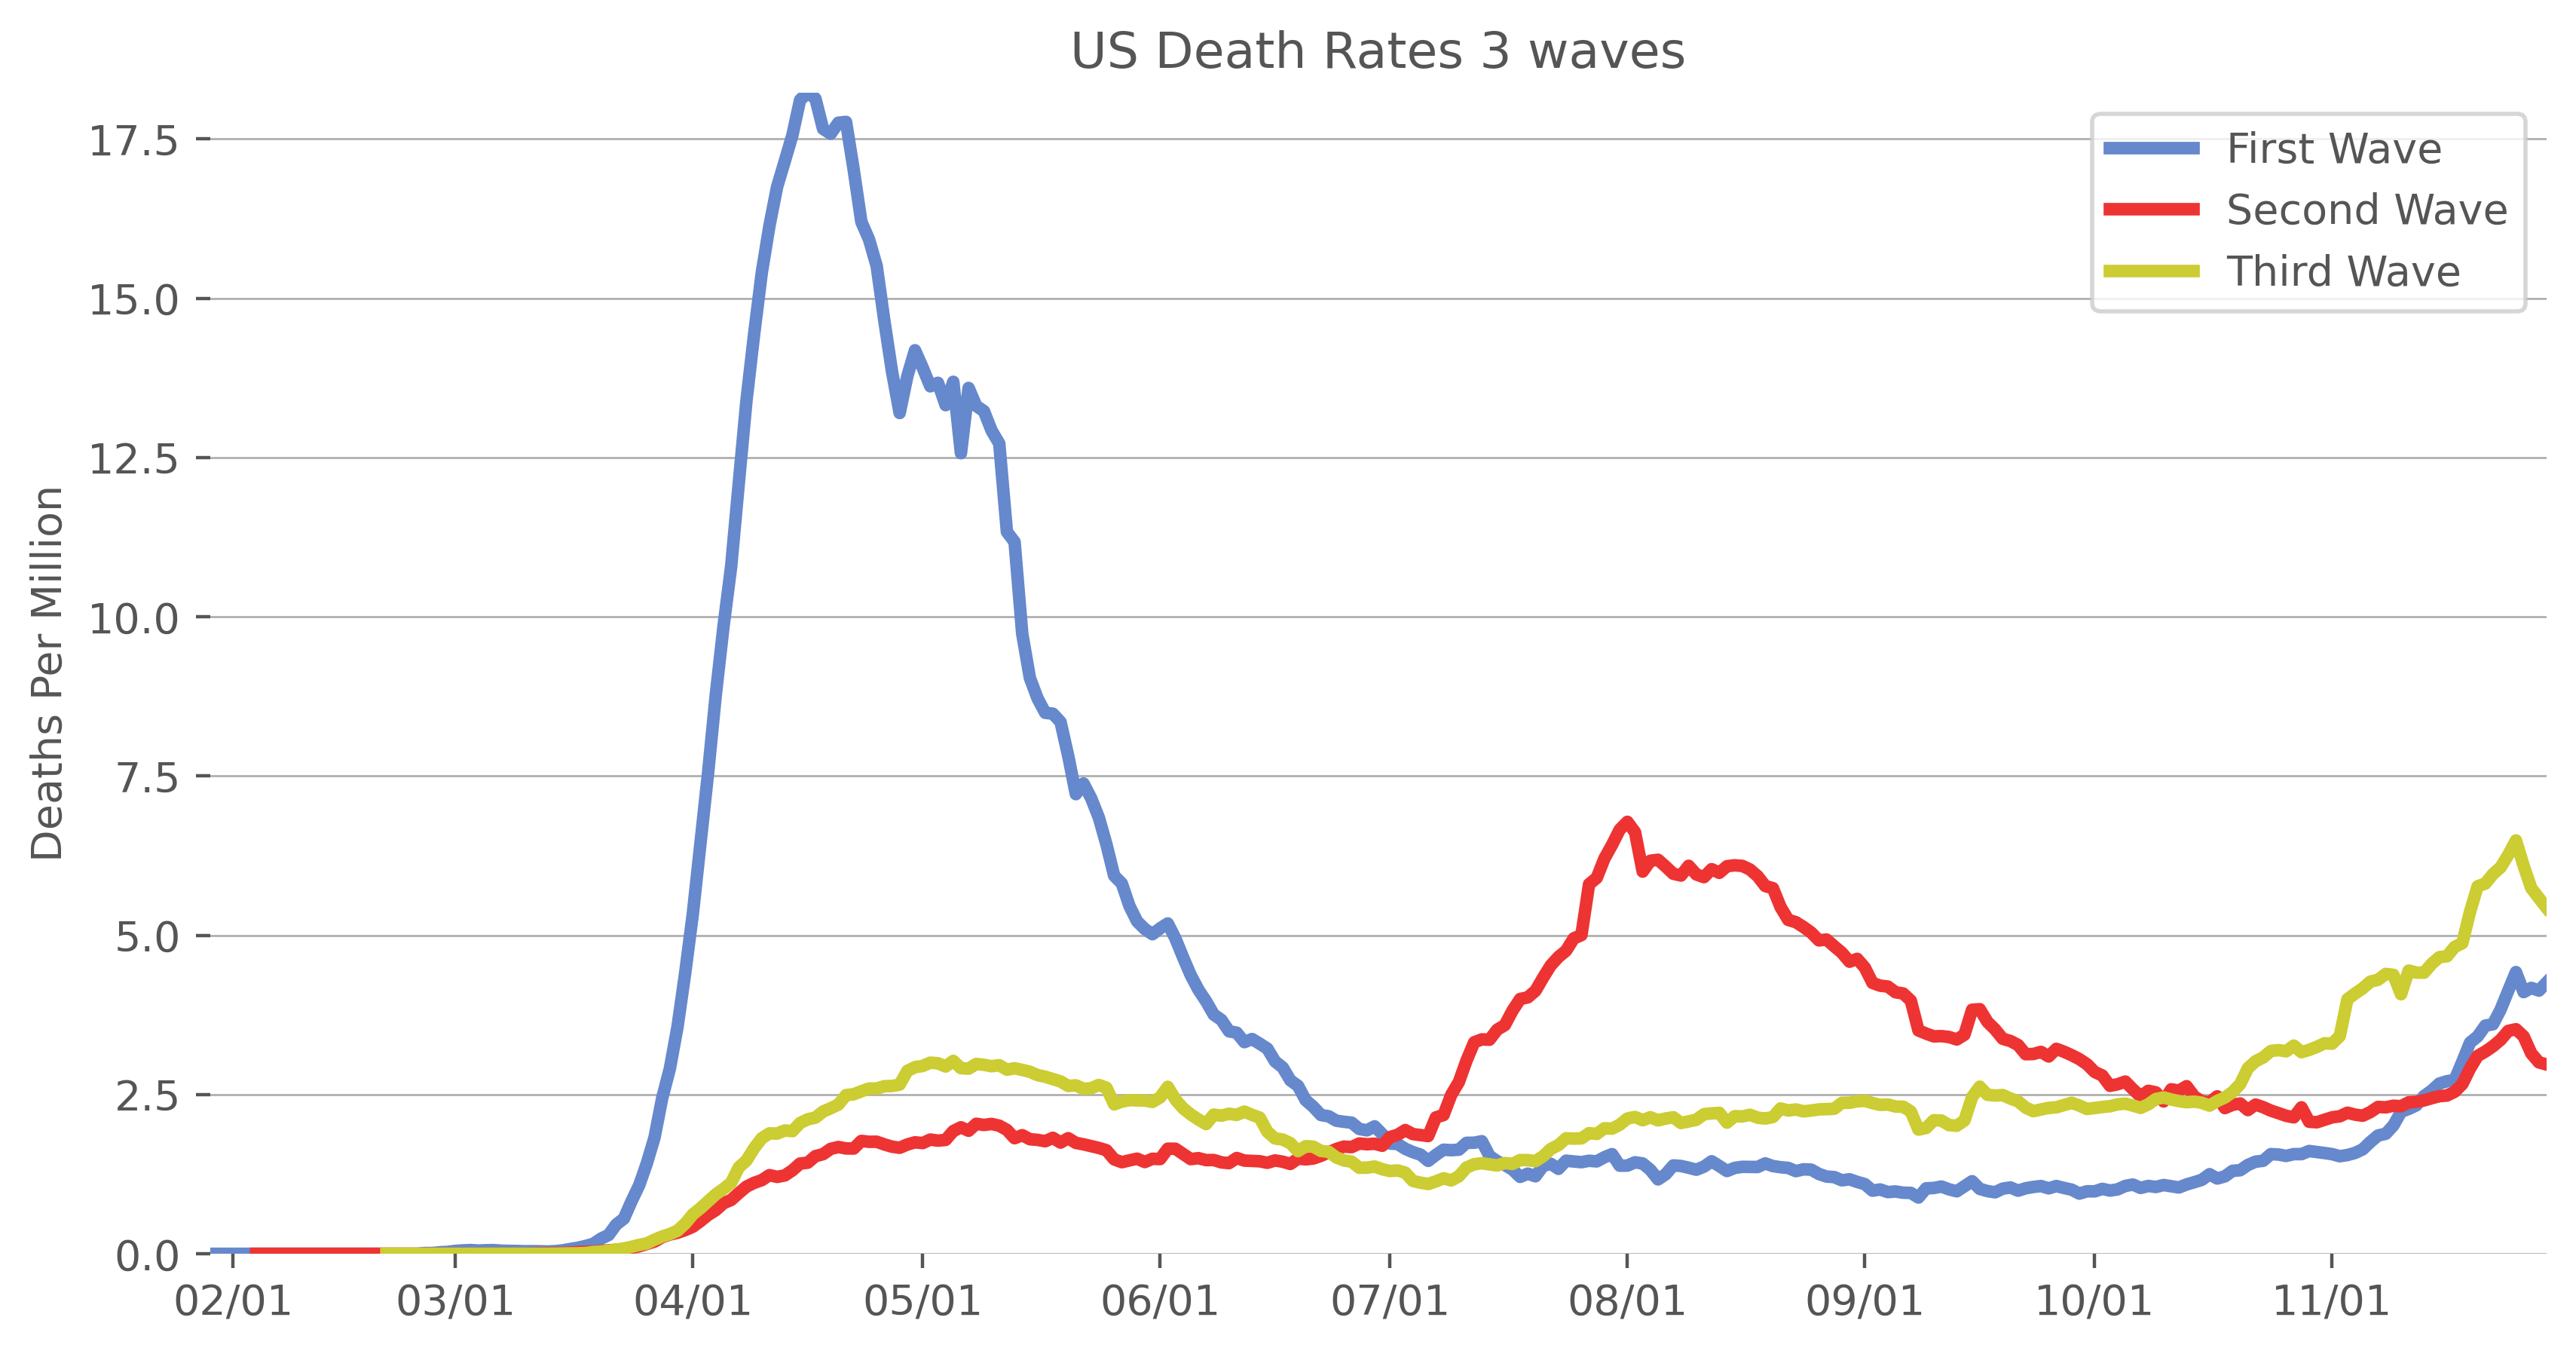 US Death Rates 3 waves
17.5
15.0
12.5
10.0
7.5
5.0
2.5
0.0
Deaths Per Million
First Wave
Second Wave
Third Wave
02/01 03/01 04/01 05/01 06/01 07/01 08/01 09/01 10/01 11/01